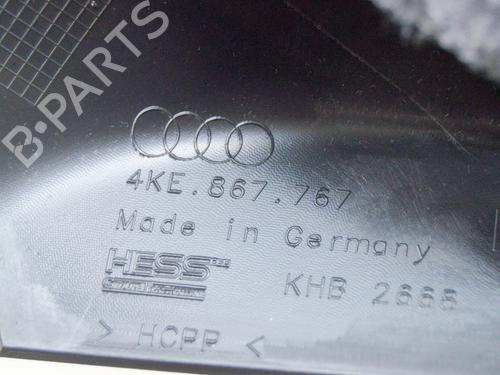 B-PARTS
4KE.867.767
Made in Germany
HESS
KHB 2668
> HCPP <